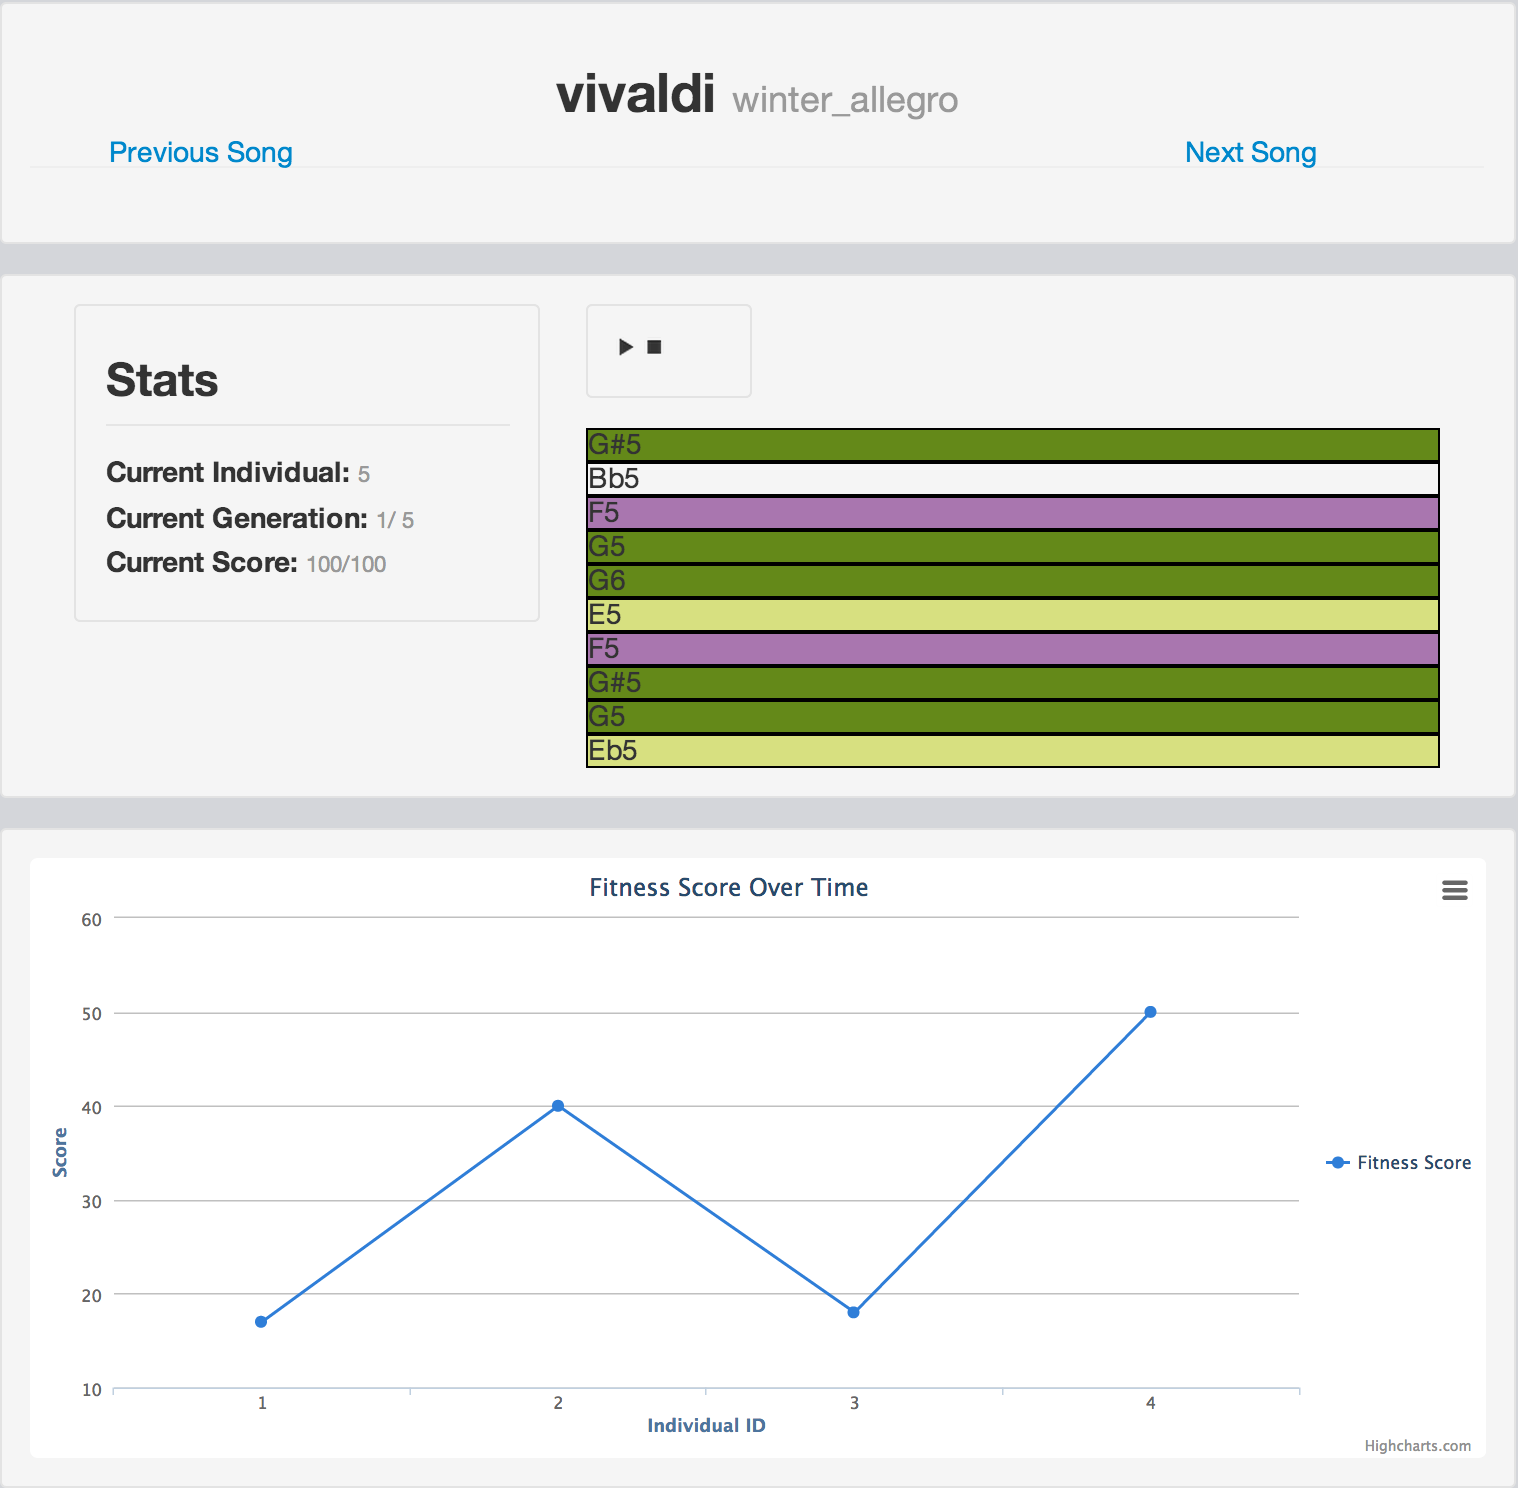 vivaldi winter_allegro
Previous Song Next Song
Stats
Current Individual: 5
Current Generation: 1/ 5
Current Score: 100/100
G#5
Bb5
F5
G5
G6
E5
F5
G#5
G5
Eb5
Fitness Score Over Time
60
50
40
30
20
10
Score
1 2 3 4
Individual ID
Fitness Score
Highcharts.com